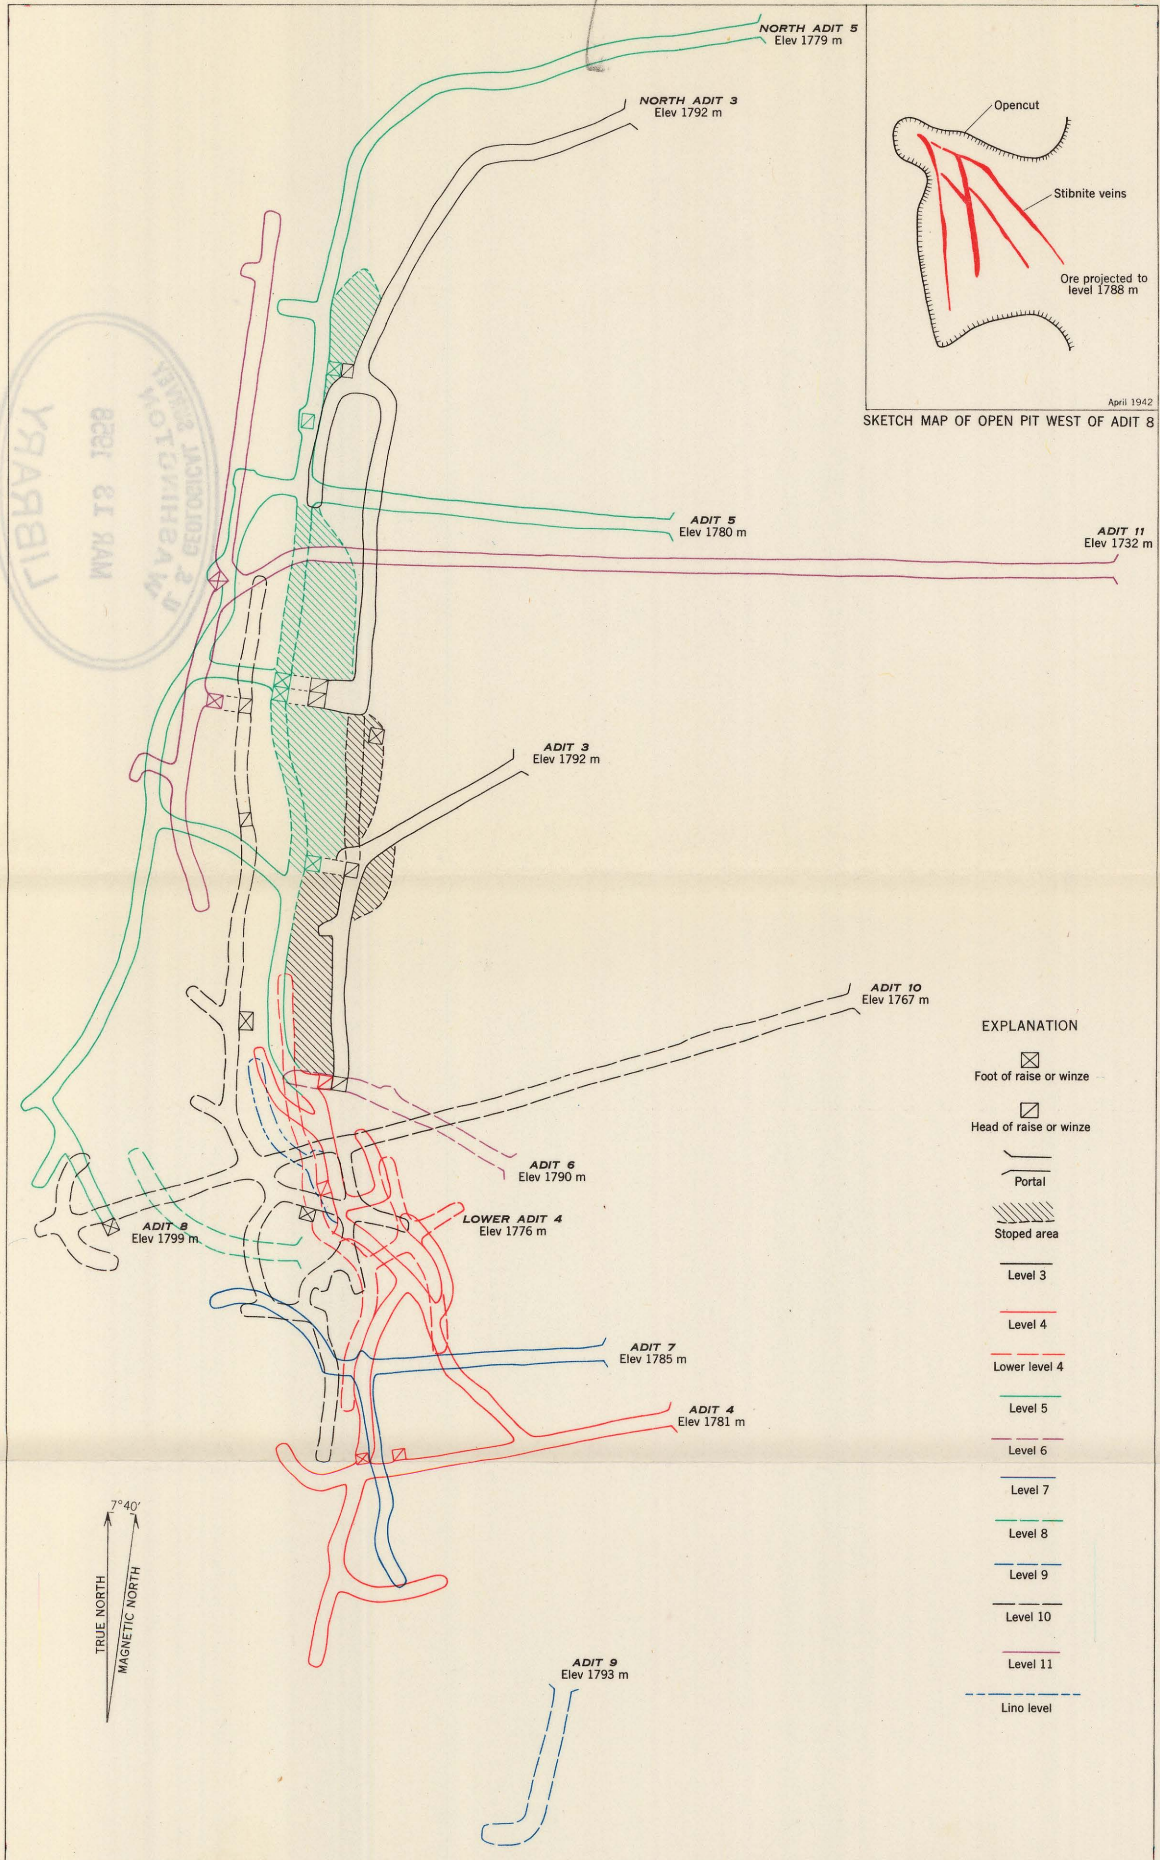 NORTH ADIT 5
Elev 1779 m
NORTH ADIT 3
Elev 1792 m
Opencut
Stibnite veins
Ore projected to
level 1788 m
April 1942
SKETCH MAP OF OPEN PIT WEST OF ADIT 8
U. S. GEOLOGICAL SURVEY
WASHINGTON
MAR 13 1959
LIBRARY
ADIT 5
Elev 1780 m
ADIT 11
Elev 1732 m
ADIT 3
Elev 1792 m
ADIT 10
Elev 1767 m
ADIT 6
Elev 1790 m
LOWER ADIT 4
Elev 1776 m
ADIT 8
Elev 1799 m
ADIT 7
Elev 1785 m
ADIT 4
Elev 1781 m
ADIT 9
Elev 1793 m
7°40'
TRUE NORTH
MAGNETIC NORTH
EXPLANATION
Foot of raise or winze
Head of raise or winze
Portal
Stoped area
Level 3
Level 4
Lower level 4
Level 5
Level 6
Level 7
Level 8
Level 9
Level 10
Level 11
Lino level